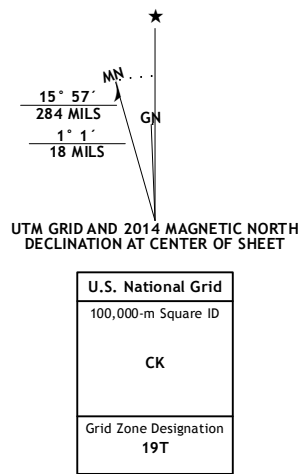 MN
GN
15° 57´
284 MILS
1° 1´
18 MILS
UTM GRID AND 2014 MAGNETIC NORTH
DECLINATION AT CENTER OF SHEET
U.S. National Grid
100,000-m Square ID
CK
Grid Zone Designation
19T